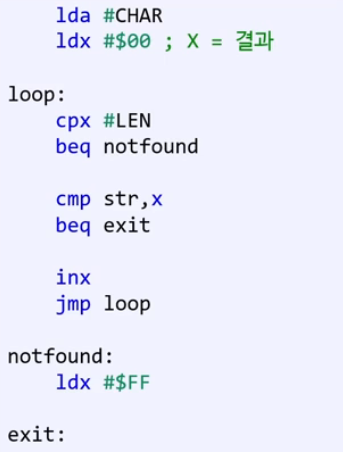 lda #CHAR
ldx #$00 ; X = 결과
loop:
cpx #LEN
beq notfound
cmp str,x
beq exit
inx
jmp loop
notfound:
ldx #$FF
exit: